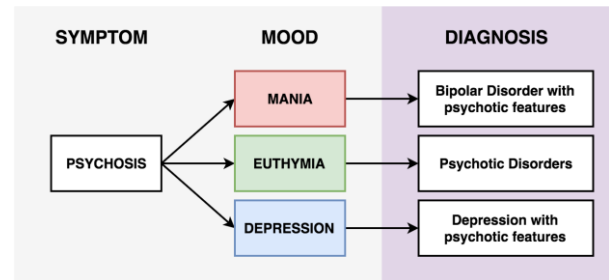 SYMPTOM MOOD DIAGNOSIS
MANIA
Bipolar Disorder with
psychotic features
PSYCHOSIS
EUTHYMIA
Psychotic Disorders
DEPRESSION
Depression with
psychotic features